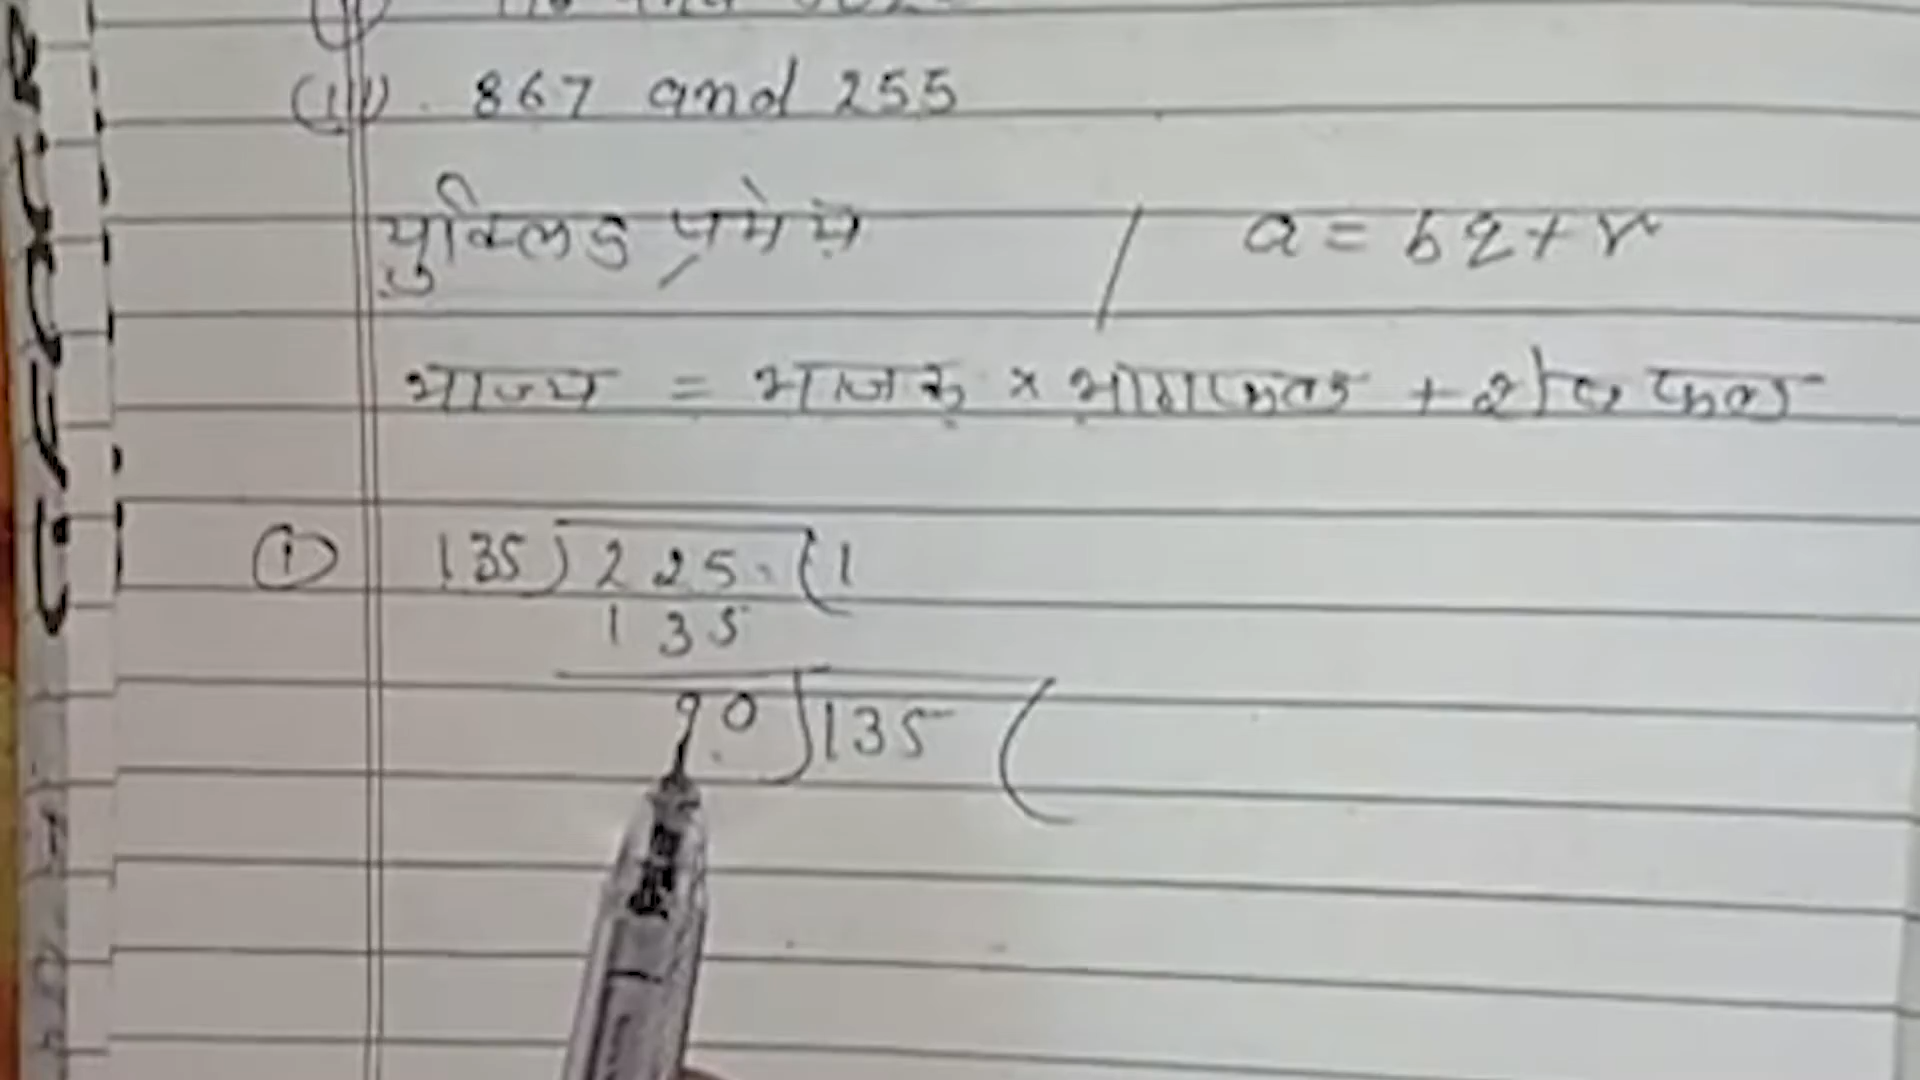 (iii) 867 and 255
युक्लिड प्रमेय / a = bq + r
भाज्य = भाजक × भागफल + शेषफल
① 135) 225 (1
135
90) 135 (